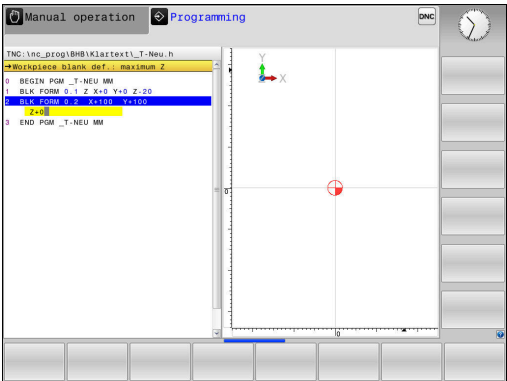 Manual operation
Programming
DNC
TNC:\nc_prog\BHB\Klartext\_T-Neu.h
→Workpiece blank def.: maximum Z
0 BEGIN PGM _T-NEU MM
1 BLK FORM 0.1 Z X+0 Y+0 Z-20
2 BLK FORM 0.2 X+100 Y+100
Z+0
3 END PGM _T-NEU MM
Y
X
0
0